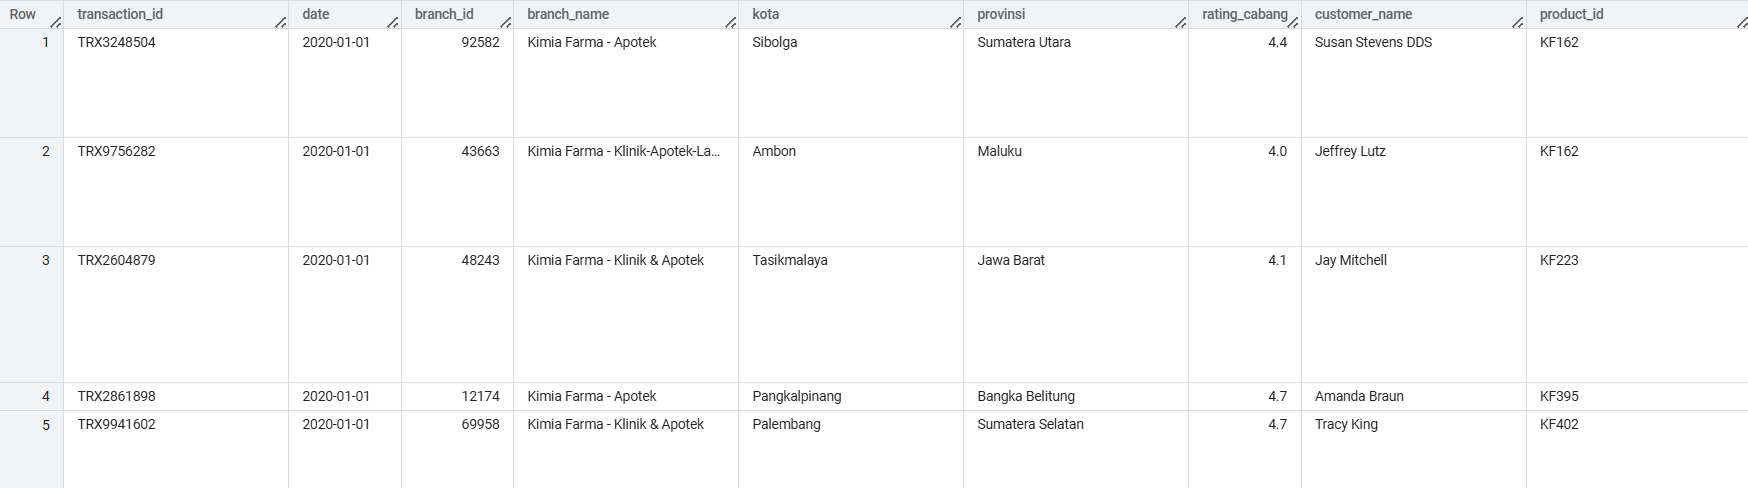 Row transaction_id date branch_id branch_name kota provinsi rating_cabang customer_name product_id
1 TRX3248504 2020-01-01 92582 Kimia Farma - Apotek Sibolga Sumatera Utara 4.4 Susan Stevens DDS KF162
2 TRX9756282 2020-01-01 43663 Kimia Farma - Klinik-Apotek-La... Ambon Maluku 4.0 Jeffrey Lutz KF162
3 TRX2604879 2020-01-01 48243 Kimia Farma - Klinik & Apotek Tasikmalaya Jawa Barat 4.1 Jay Mitchell KF223
4 TRX2861898 2020-01-01 12174 Kimia Farma - Apotek Pangkalpinang Bangka Belitung 4.7 Amanda Braun KF395
5 TRX9941602 2020-01-01 69958 Kimia Farma - Klinik & Apotek Palembang Sumatera Selatan 4.7 Tracy King KF402